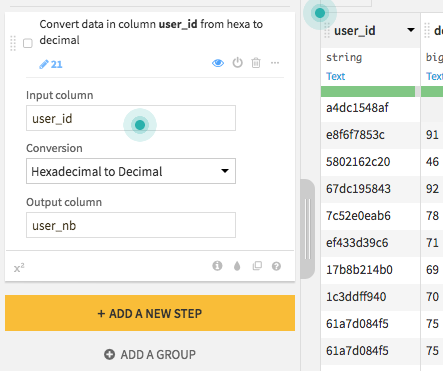 Convert data in column user_id from hexa to
decimal
21
Input column
user_id
Conversion
Hexadecimal to Decimal
Output column
user_nb
x²
+ ADD A NEW STEP
ADD A GROUP
user_id
de
string
big
Text
Text
a4dc1548af
e8f6f7853c 91
5802162c20 46
67dc195843 92
7c52e0eab6 78
ef433d39c6 71
17b8b214b0 69
1c3ddff940 70
61a7d084f5 75
61a7d084f5 75